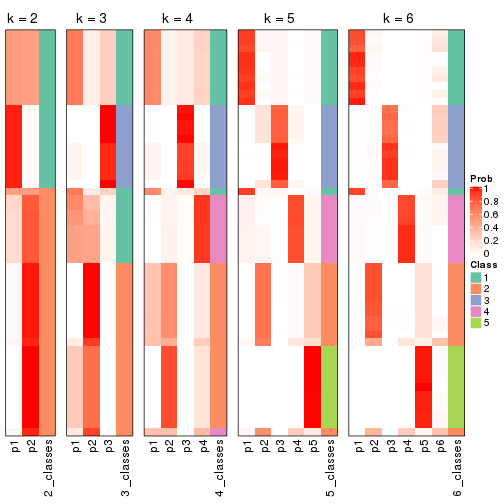 k = 2
k = 3
k = 4
k = 5
k = 6
Prob
1
0.8
0.6
0.4
0.2
0
Class
1
2
3
4
5
p1
p2
2_classes
p1
p2
p3
3_classes
p1
p2
p3
p4
4_classes
p1
p2
p3
p4
p5
5_classes
p1
p2
p3
p4
p5
p6
6_classes